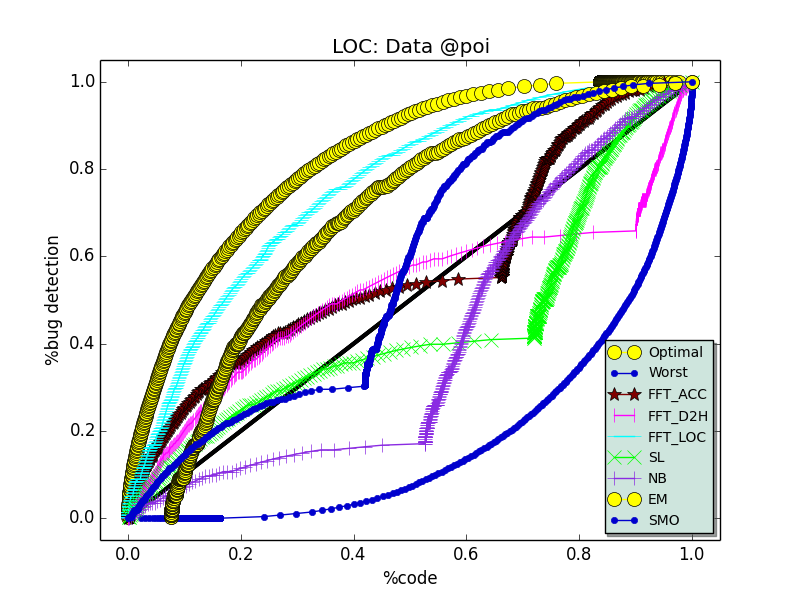 LOC: Data @poi
1.0
0.8
0.6
0.4
0.2
0.0
%bug detection
0.0 0.2 0.4 0.6 0.8 1.0
%code
Optimal
Worst
FFT_ACC
FFT_D2H
FFT_LOC
SL
NB
EM
SMO